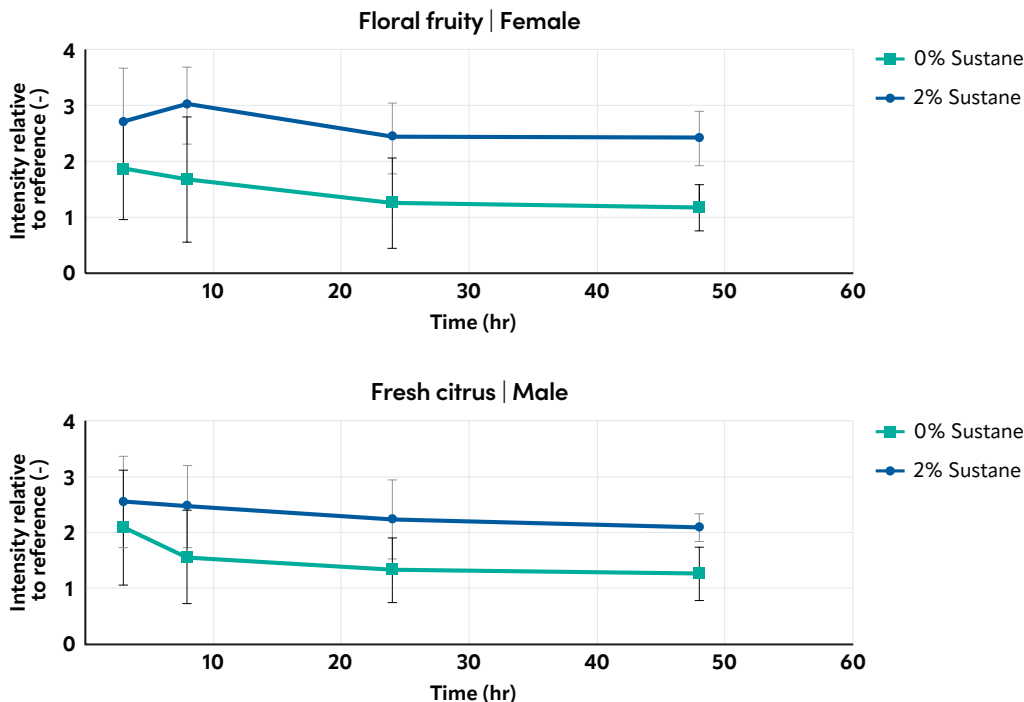 Floral fruity | Female
4
3
2
1
0
Intensity relative
to reference (-)
10 20 30 40 50 60
Time (hr)
0% Sustane
2% Sustane
Fresh citrus | Male
4
3
2
1
0
Intensity relative
to reference (-)
10 20 30 40 50 60
Time (hr)
0% Sustane
2% Sustane